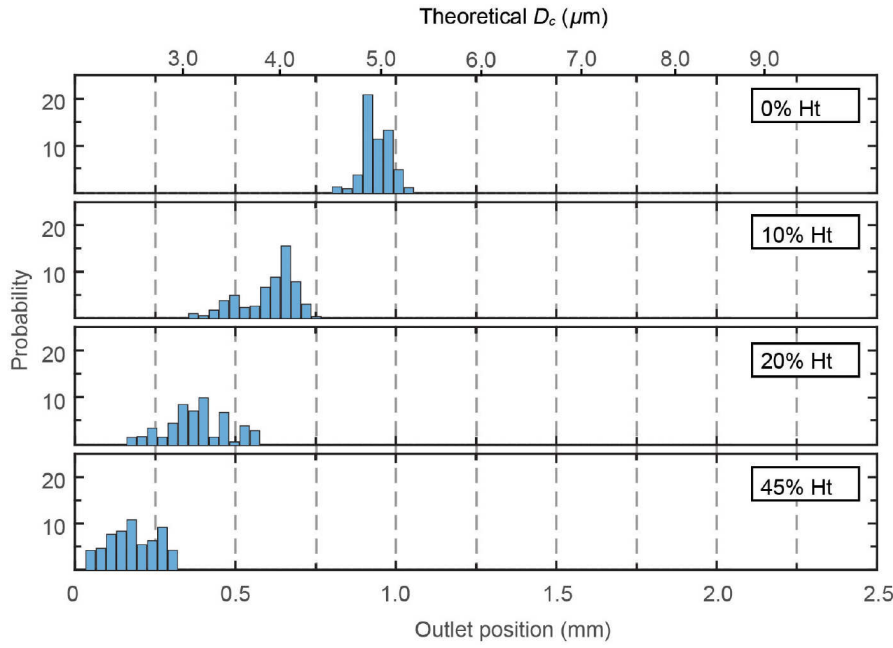 Theoretical D_c (µm)
3.0 4.0 5.0 6.0 7.0 8.0 9.0
20
10
0% Ht
20
10
10% Ht
Probability
20
10
20% Ht
20
10
45% Ht
0 0.5 1.0 1.5 2.0 2.5
Outlet position (mm)